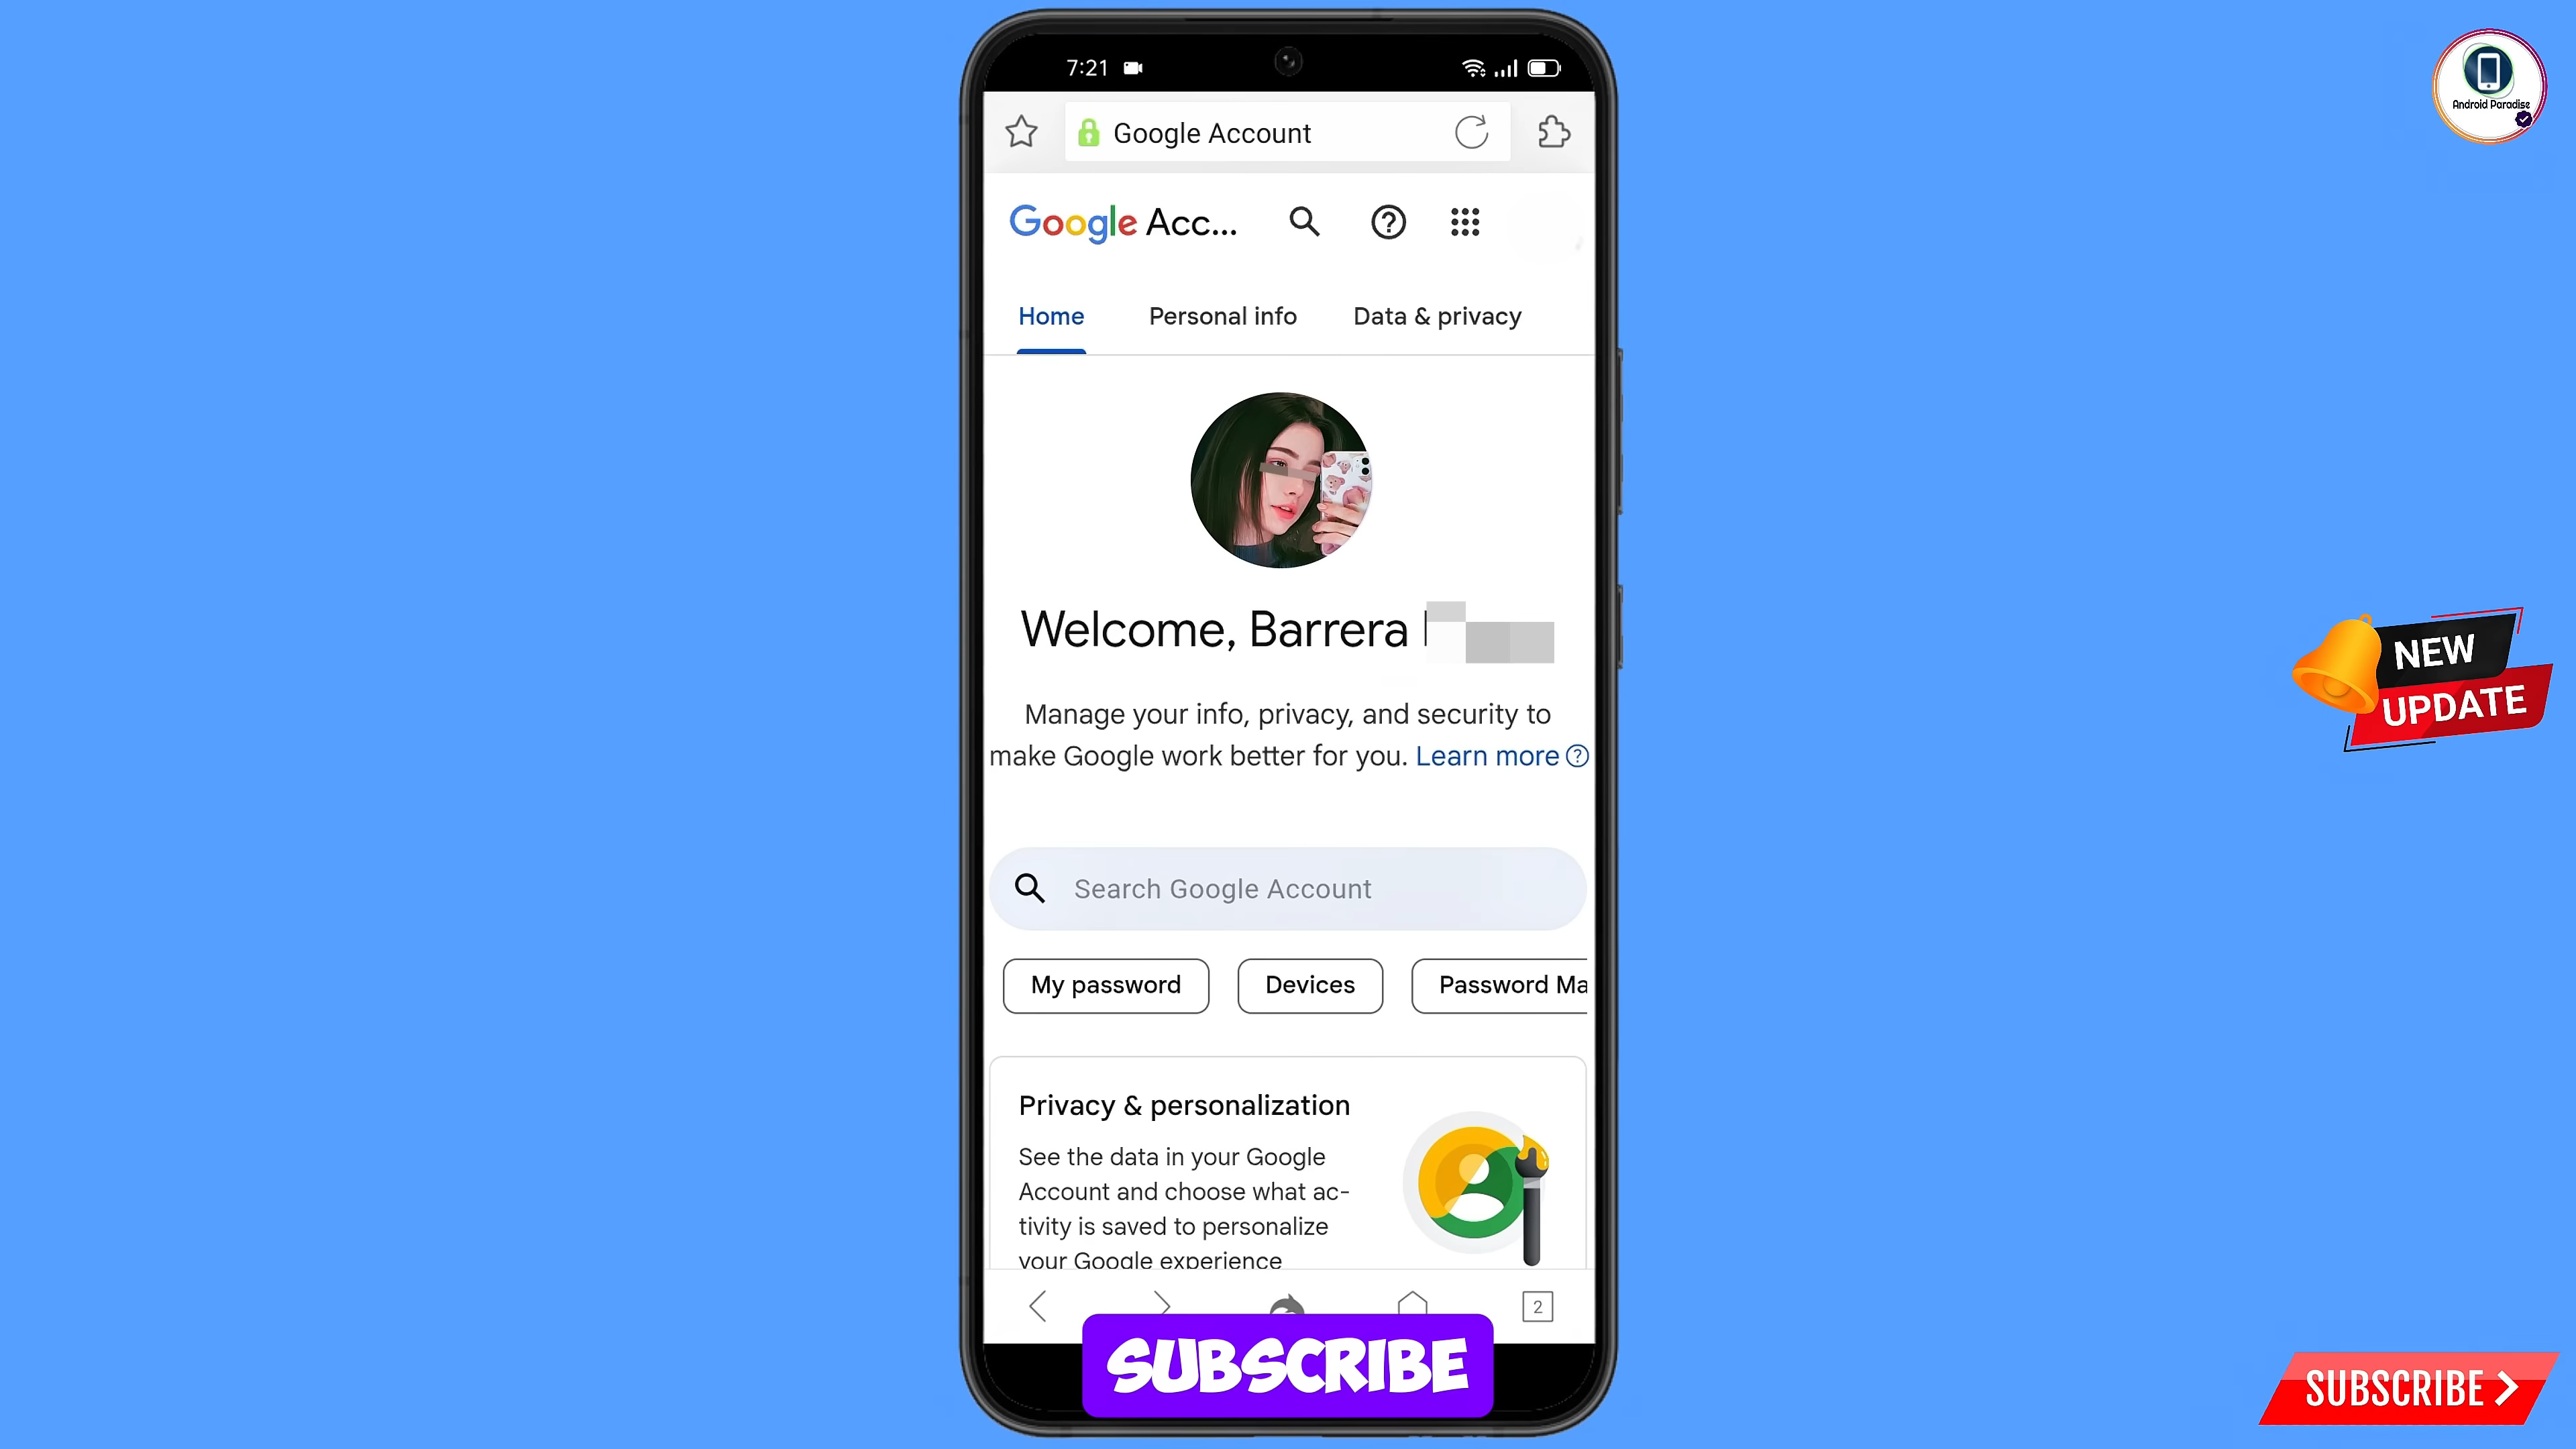 7:21
Google Account
Google Acc...
Home Personal info Data & privacy
Welcome, Barrera
Manage your info, privacy, and security to
make Google work better for you. Learn more
Search Google Account
My password Devices Password Ma
Privacy & personalization
See the data in your Google
Account and choose what ac-
tivity is saved to personalize
your Google experience
2
SUBSCRIBE
Android Paradise
NEW
UPDATE
SUBSCRIBE